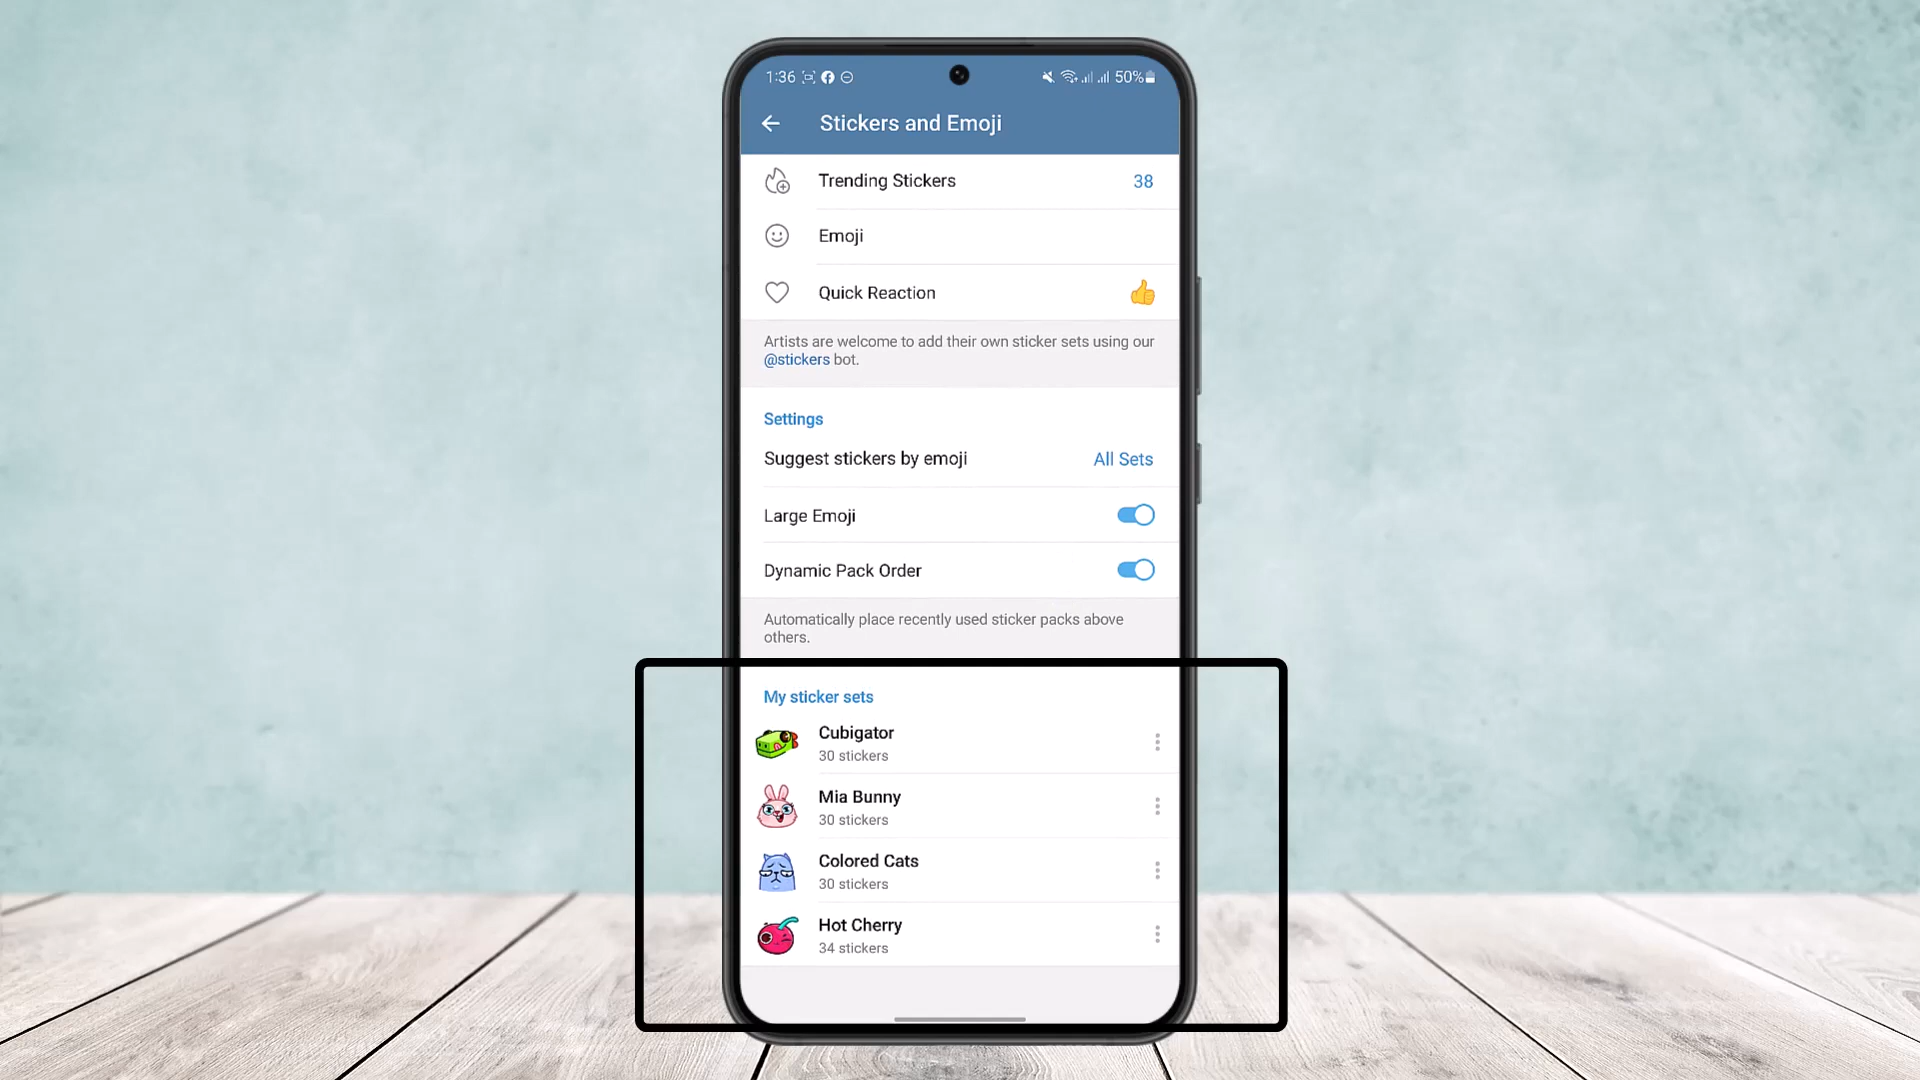 1:36
50%
Stickers and Emoji
Trending Stickers 38
Emoji
Quick Reaction
Artists are welcome to add their own sticker sets using our
@stickers bot.
Settings
Suggest stickers by emoji All Sets
Large Emoji
Dynamic Pack Order
Automatically place recently used sticker packs above
others.
My sticker sets
Cubigator
30 stickers
Mia Bunny
30 stickers
Colored Cats
30 stickers
Hot Cherry
34 stickers